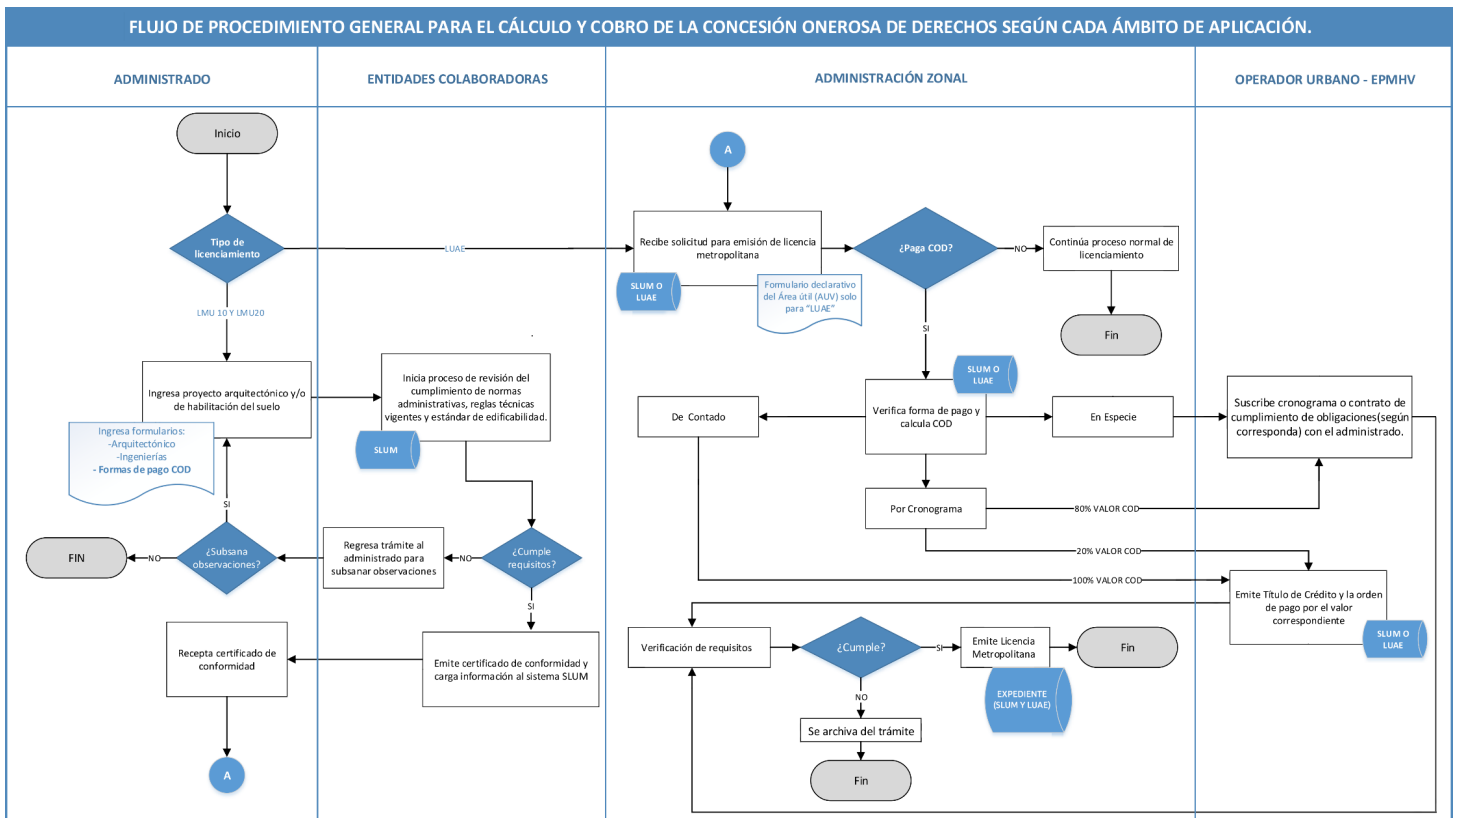 FLUJO DE PROCEDIMIENTO GENERAL PARA EL CÁLCULO Y COBRO DE LA CONCESIÓN ONEROSA DE DERECHOS SEGÚN CADA ÁMBITO DE APLICACIÓN.
ADMINISTRADO
ENTIDADES COLABORADORAS
ADMINISTRACIÓN ZONAL
OPERADOR URBANO - EPMHV
Inicio
Tipo de
licenciamiento
LUAE
LMU 10 Y LMU20
Ingresa proyecto arquitectónico y/o
de habilitación del suelo
Ingresa formularios:
-Arquitectónico
-Ingenierías
- Formas de pago COD
SI
¿Subsana
observaciones?
NO
FIN
Recepta certificado de
conformidad
A
Inicia proceso de revisión del
cumplimiento de normas
administrativas, reglas técnicas
vigentes y estándar de edificabilidad.
SLUM
¿Cumple
requisitos?
NO
Regresa trámite al
administrado para
subsanar observaciones
SI
Emite certificado de conformidad y
carga información al sistema SLUM
A
Recibe solicitud para emisión de licencia
metropolitana
SLUM O
LUAE
Formulario declarativo
del Área útil (AUV) solo
para “LUAE”
¿Paga COD?
NO
Continúa proceso normal de
licenciamiento
Fin
SI
SLUM O
LUAE
Verifica forma de pago y
calcula COD
De Contado
En Especie
Por Cronograma
80% VALOR COD
20% VALOR COD
100% VALOR COD
Suscribe cronograma o contrato de
cumplimiento de obligaciones(según
corresponda) con el administrado.
Emite Título de Crédito y la orden
de pago por el valor
correspondiente
SLUM O
LUAE
Verificación de requisitos
¿Cumple?
SI
Emite Licencia
Metropolitana
EXPEDIENTE
(SLUM Y LUAE)
Fin
NO
Se archiva del trámite
Fin